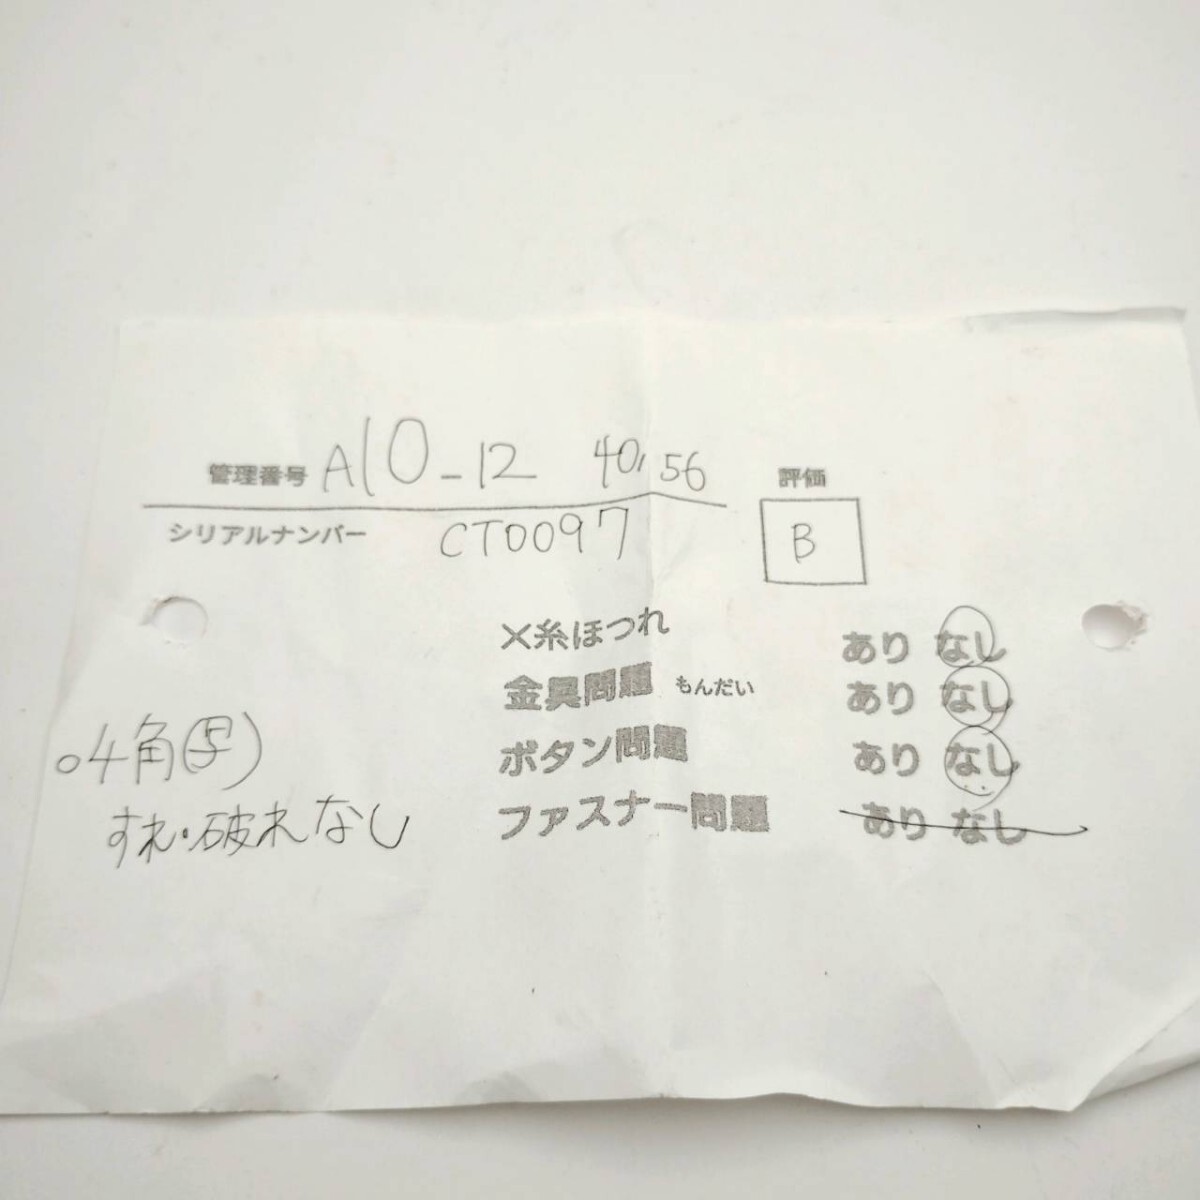 管理番号 A10-12 40,56 評価
シリアルナンバー CT0097 B
×糸ほつれ あり なし
金具問題 もんだい あり なし
ボタン問題 あり なし
ファスナー問題 あり なし
○4角
すれ・破れなし